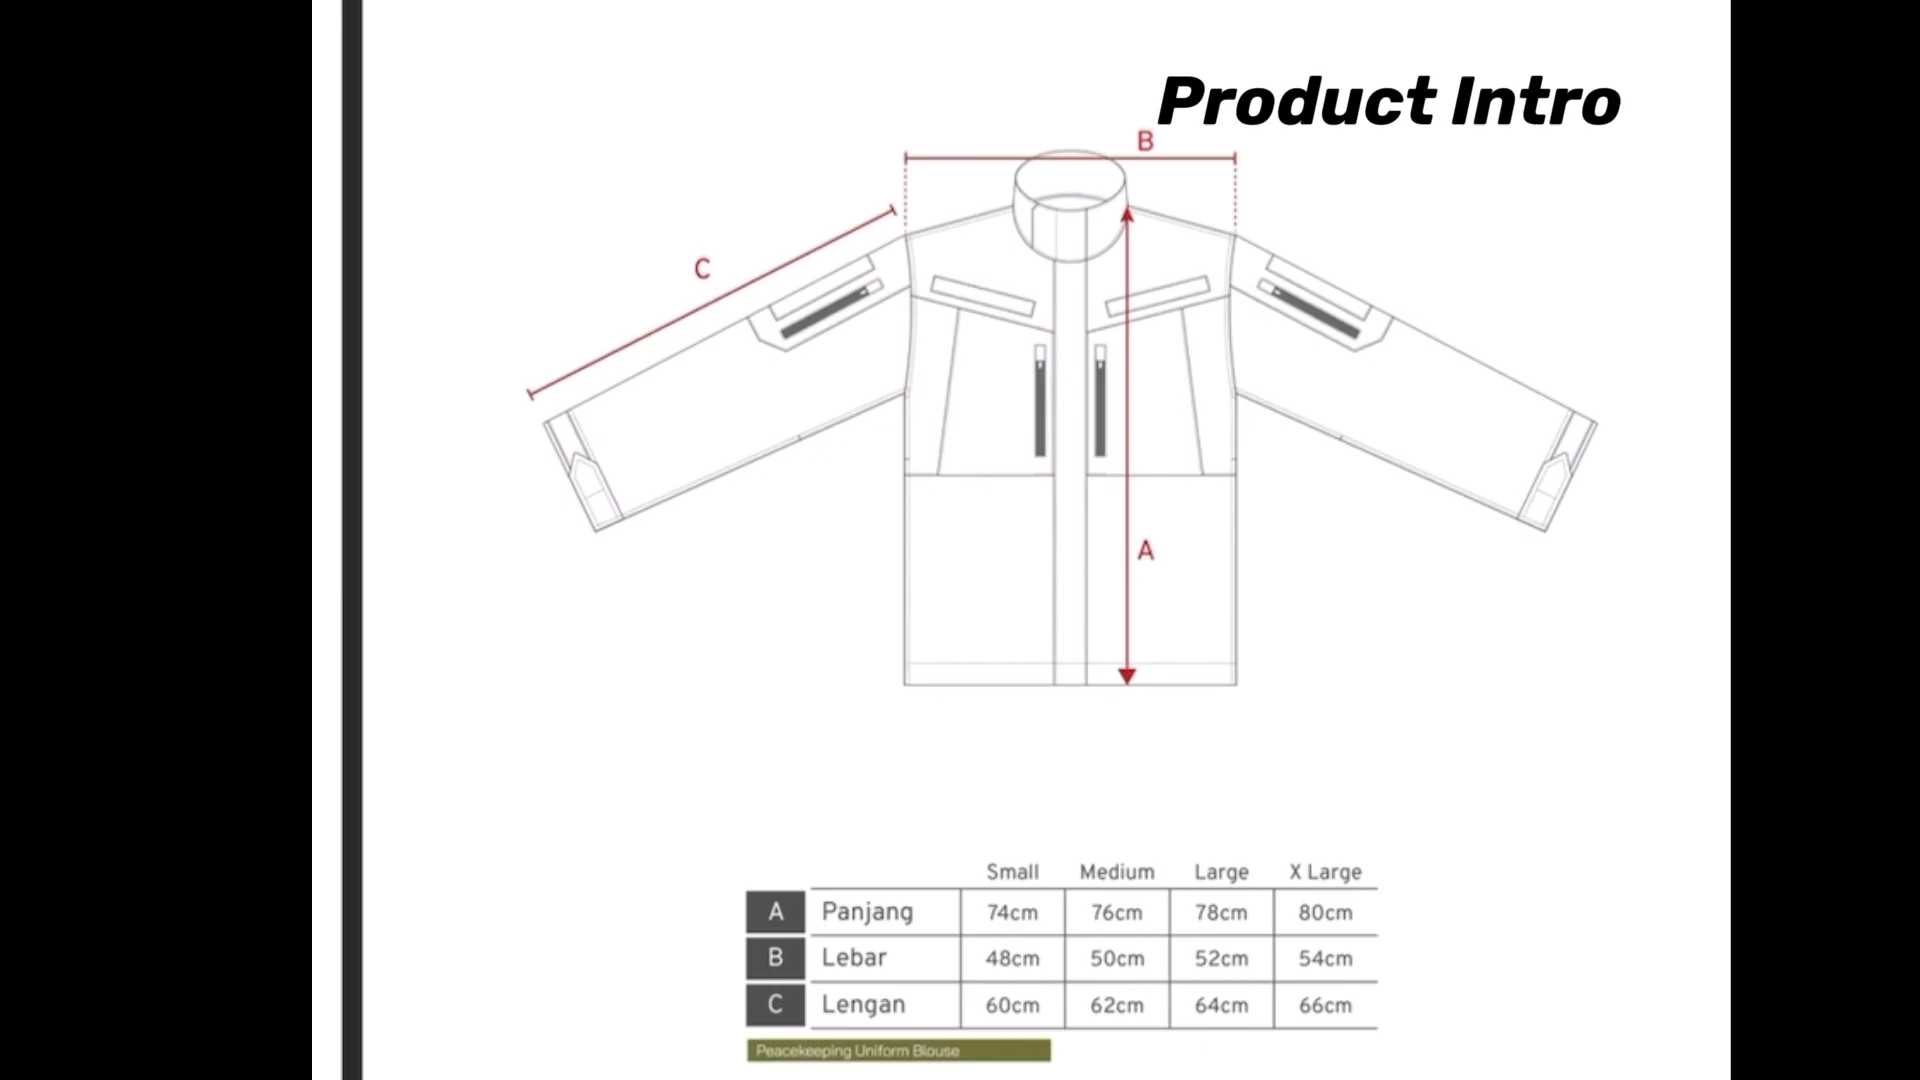 Product Intro
B
C
A
Small Medium Large X Large
A Panjang 74cm 76cm 78cm 80cm
B Lebar 48cm 50cm 52cm 54cm
C Lengan 60cm 62cm 64cm 66cm
Peacekeeping Uniform Blouse